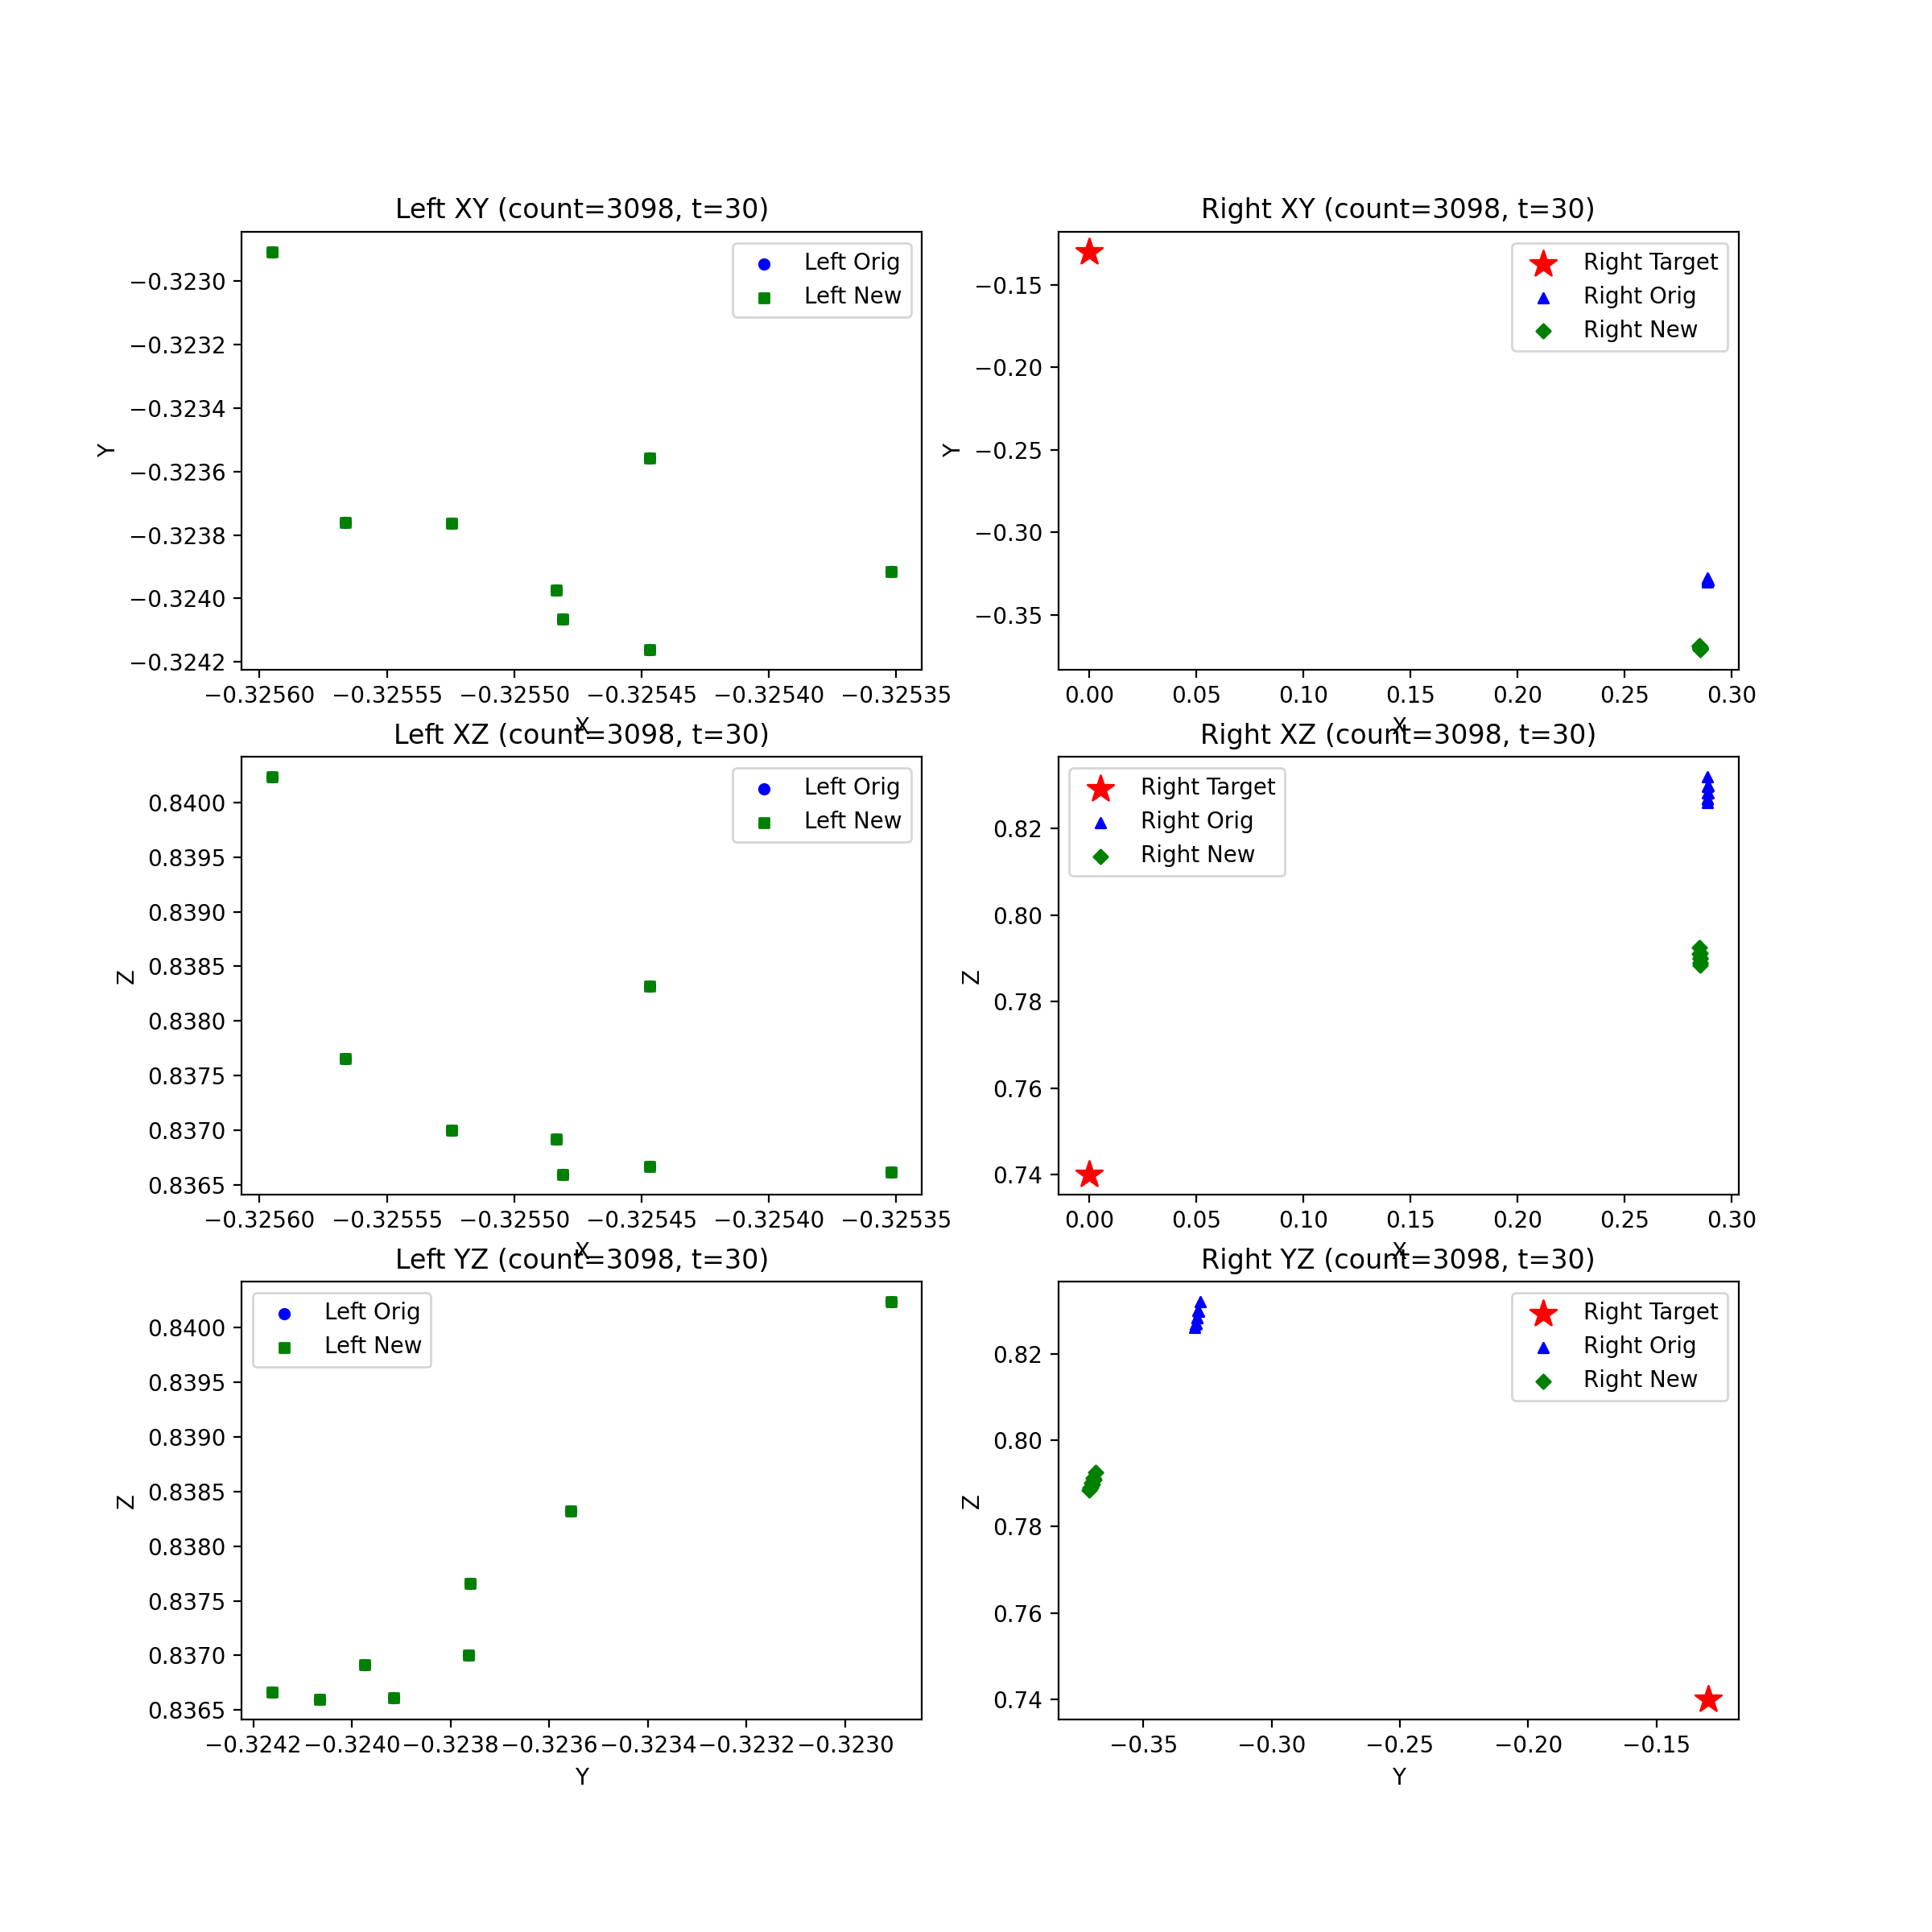 Left XY (count=3098, t=30)
Left Orig
Left New
Y
−0.3230
−0.3232
−0.3234
−0.3236
−0.3238
−0.3240
−0.3242
−0.32560
−0.32555
−0.32550
−0.32545
−0.32540
−0.32535
X
Right XY (count=3098, t=30)
Right Target
Right Orig
Right New
Y
−0.15
−0.20
−0.25
−0.30
−0.35
0.00
0.05
0.10
0.15
0.20
0.25
0.30
X
Left XZ (count=3098, t=30)
Left Orig
Left New
Z
0.8400
0.8395
0.8390
0.8385
0.8380
0.8375
0.8370
0.8365
−0.32560
−0.32555
−0.32550
−0.32545
−0.32540
−0.32535
X
Right XZ (count=3098, t=30)
Right Target
Right Orig
Right New
Z
0.82
0.80
0.78
0.76
0.74
0.00
0.05
0.10
0.15
0.20
0.25
0.30
X
Left YZ (count=3098, t=30)
Left Orig
Left New
Z
0.8400
0.8395
0.8390
0.8385
0.8380
0.8375
0.8370
0.8365
−0.3242
−0.3240
−0.3238
−0.3236
−0.3234
−0.3232
−0.3230
Y
Right YZ (count=3098, t=30)
Right Target
Right Orig
Right New
Z
0.82
0.80
0.78
0.76
0.74
−0.35
−0.30
−0.25
−0.20
−0.15
Y